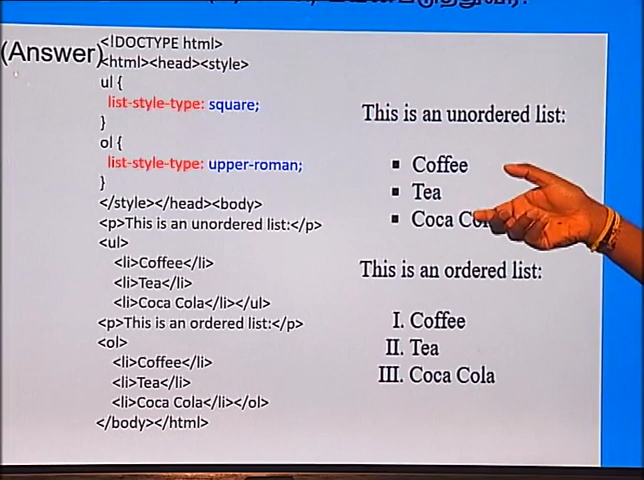 (Answer)
<!DOCTYPE html>
<html><head><style>
ul {
list-style-type: square;
}
ol {
list-style-type: upper-roman;
}
</style></head><body>
<p>This is an unordered list:</p>
<ul>
<li>Coffee</li>
<li>Tea</li>
<li>Coca Cola</li></ul>
<p>This is an ordered list:</p>
<ol>
<li>Coffee</li>
<li>Tea</li>
<li>Coca Cola</li></ol>
</body></html>
This is an unordered list:
▪ Coffee
▪ Tea
▪ Coca
This is an ordered list:
I. Coffee
II. Tea
III. Coca Cola